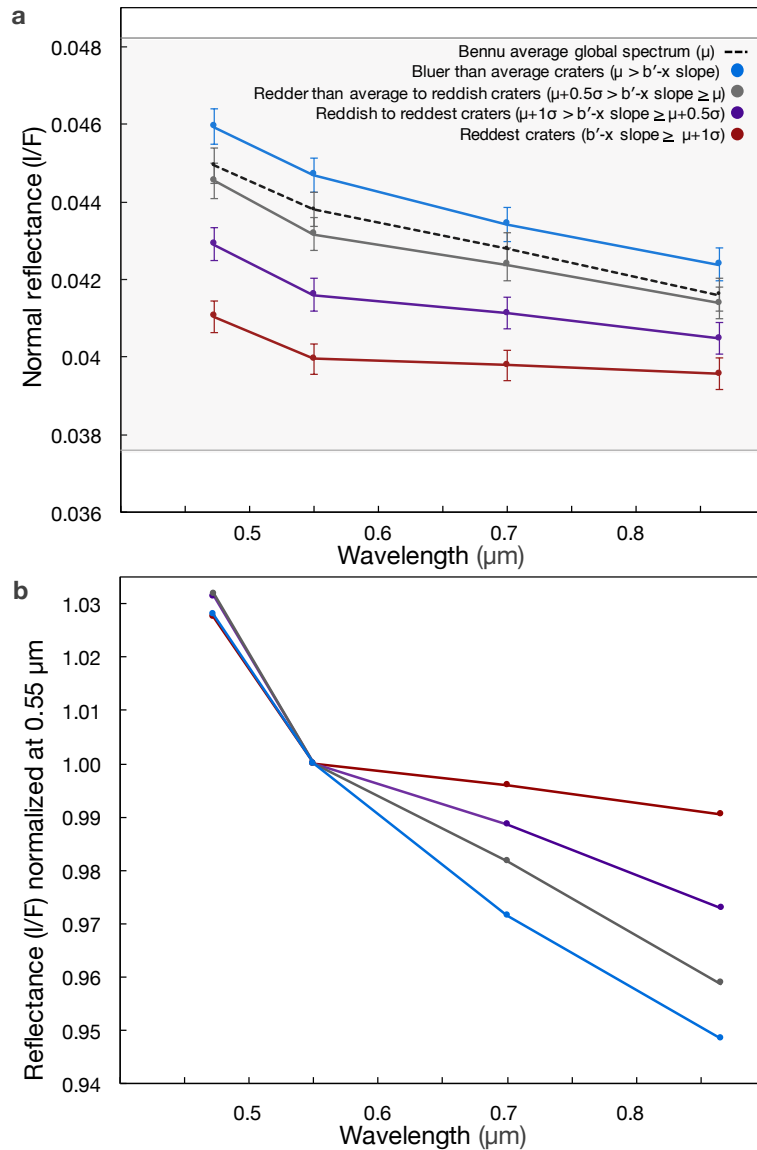 a
0.048
0.046
0.044
0.042
0.04
0.038
0.036
Normal reflectance (I/F)
Bennu average global spectrum (μ)
Bluer than average craters (μ > b′-x slope)
Redder than average to reddish craters (μ+0.5σ > b′-x slope ≥ μ)
Reddish to reddest craters (μ+1σ > b′-x slope ≥ μ+0.5σ)
Reddest craters (b′-x slope ≥ μ+1σ)
0.5 0.6 0.7 0.8
Wavelength (μm)
b
1.03
1.02
1.01
1.00
0.99
0.98
0.97
0.96
0.95
0.94
Reflectance (I/F) normalized at 0.55 μm
0.5 0.6 0.7 0.8
Wavelength (μm)